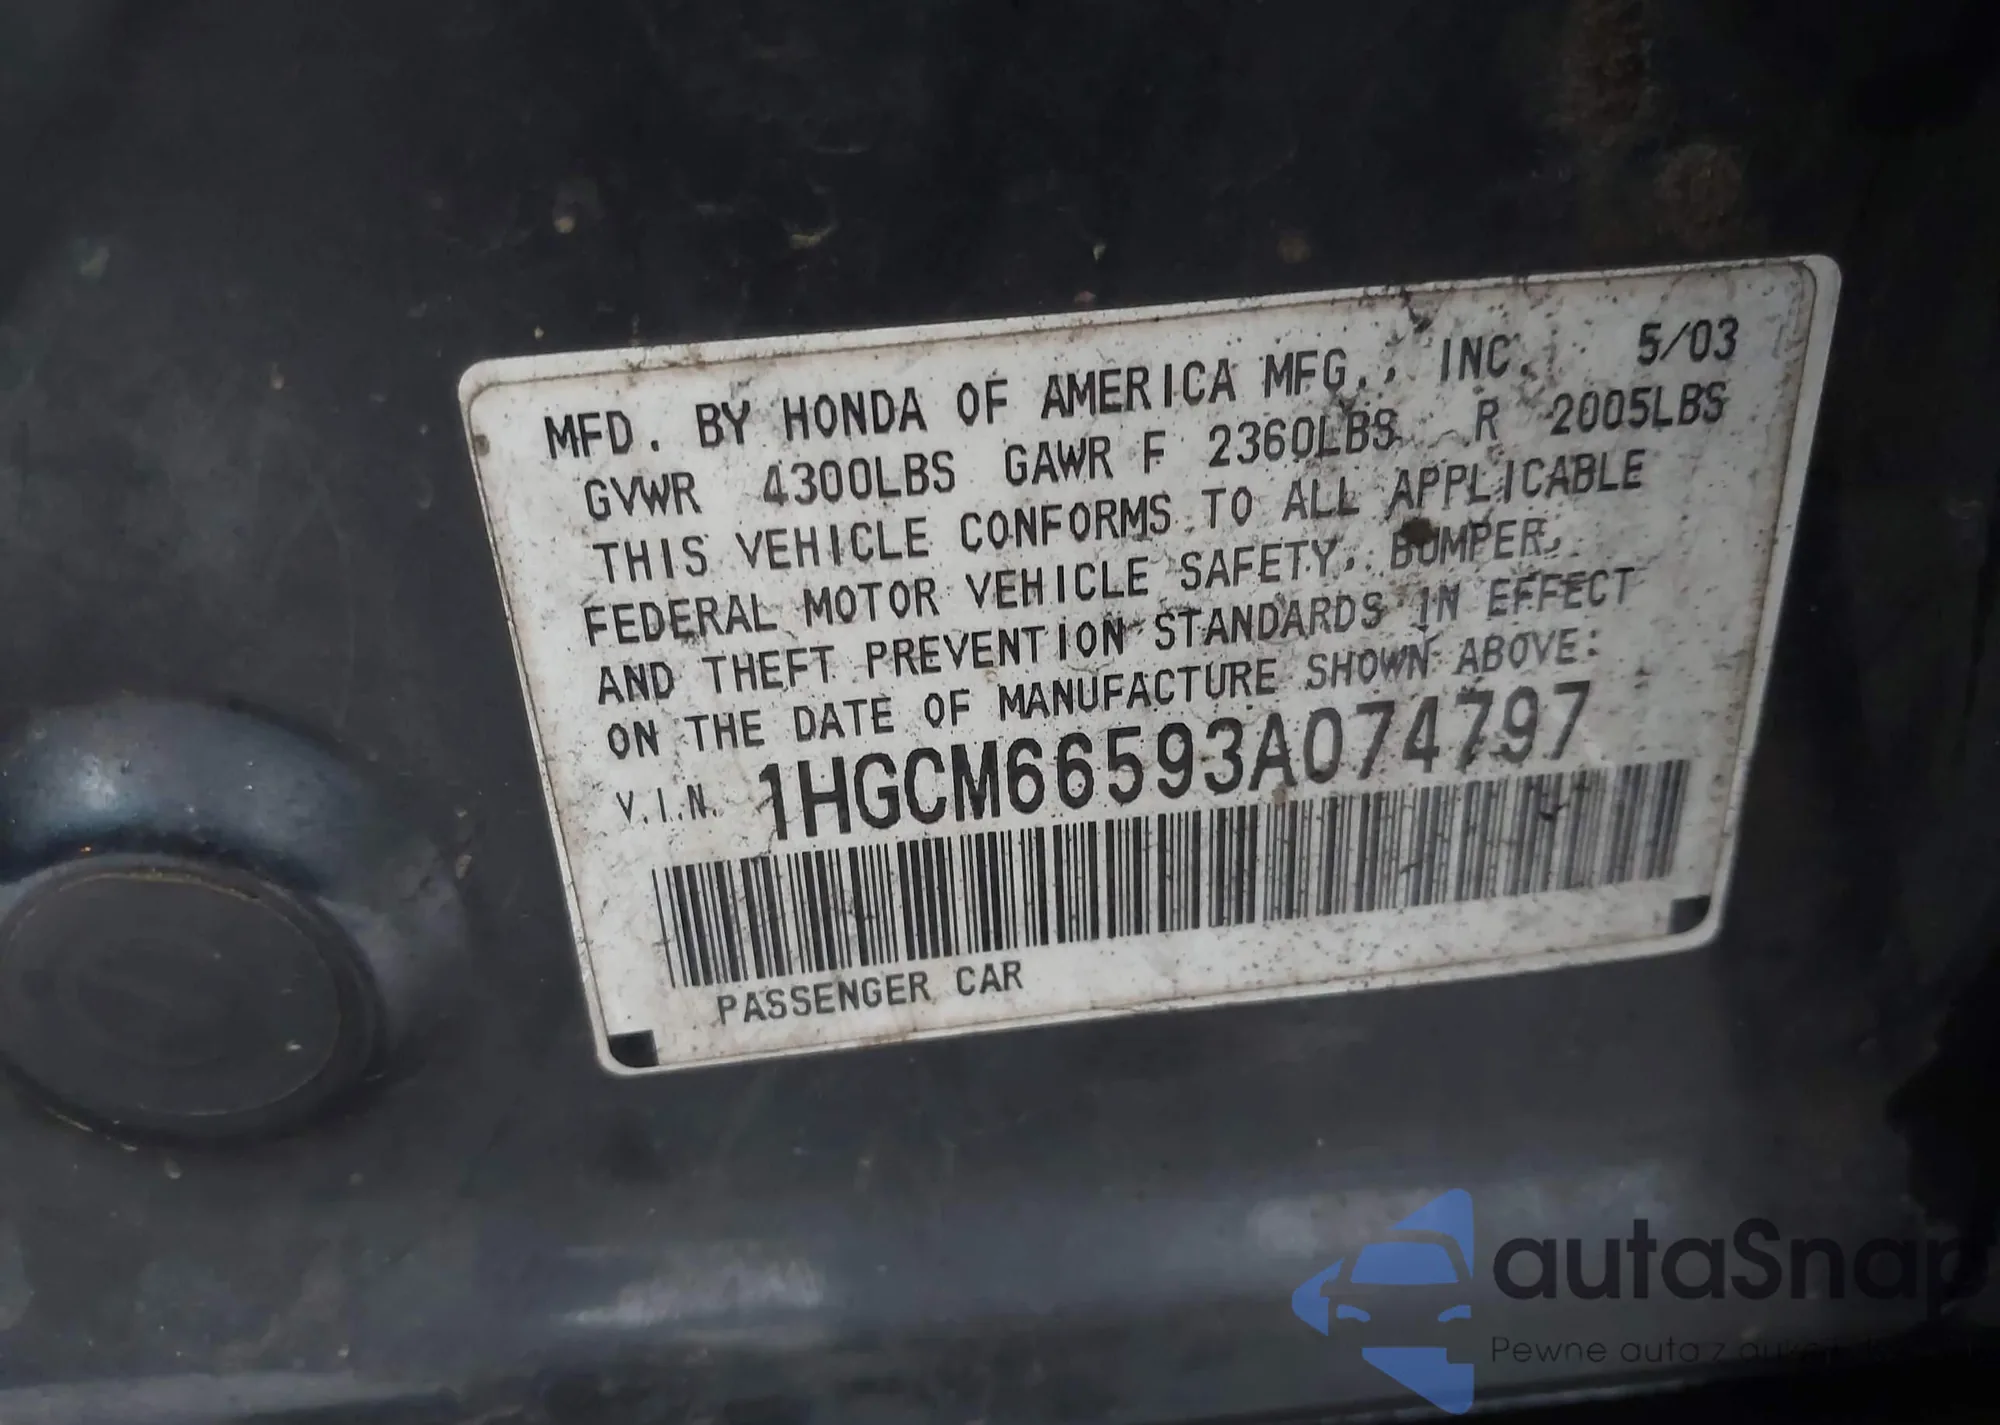 MFD. BY HONDA OF AMERICA MFG., INC. 5/03
GVWR 4300LBS GAWR F 2360LBS R 2005LBS
THIS VEHICLE CONFORMS TO ALL APPLICABLE
FEDERAL MOTOR VEHICLE SAFETY, BUMPER,
AND THEFT PREVENTION STANDARDS IN EFFECT
ON THE DATE OF MANUFACTURE SHOWN ABOVE:
V.I.N. 1HGCM66593A074797
PASSENGER CAR
autaSnap
Pewne auta z